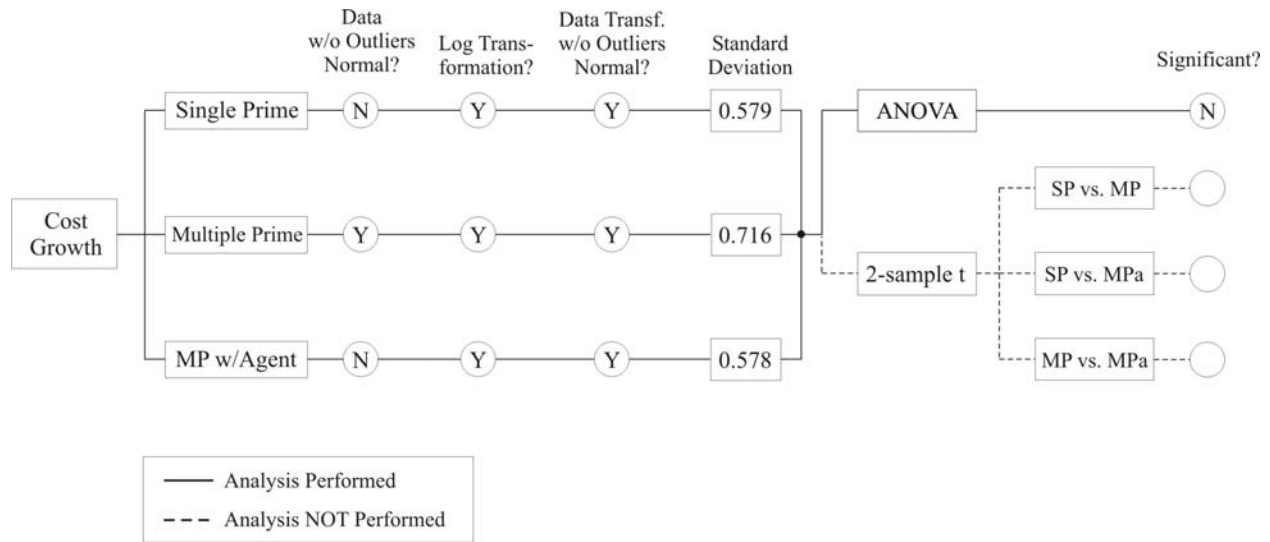 Data
w/o Outliers
Normal?
Log Trans-
formation?
Data Transf.
w/o Outliers
Normal?
Standard
Deviation
Significant?
Single Prime
N
Y
Y
0.579
ANOVA
N
SP vs. MP
Cost
Growth
Multiple Prime
Y
Y
Y
0.716
2-sample t
SP vs. MPa
MP w/Agent
N
Y
Y
0.578
MP vs. MPa
Analysis Performed
Analysis NOT Performed